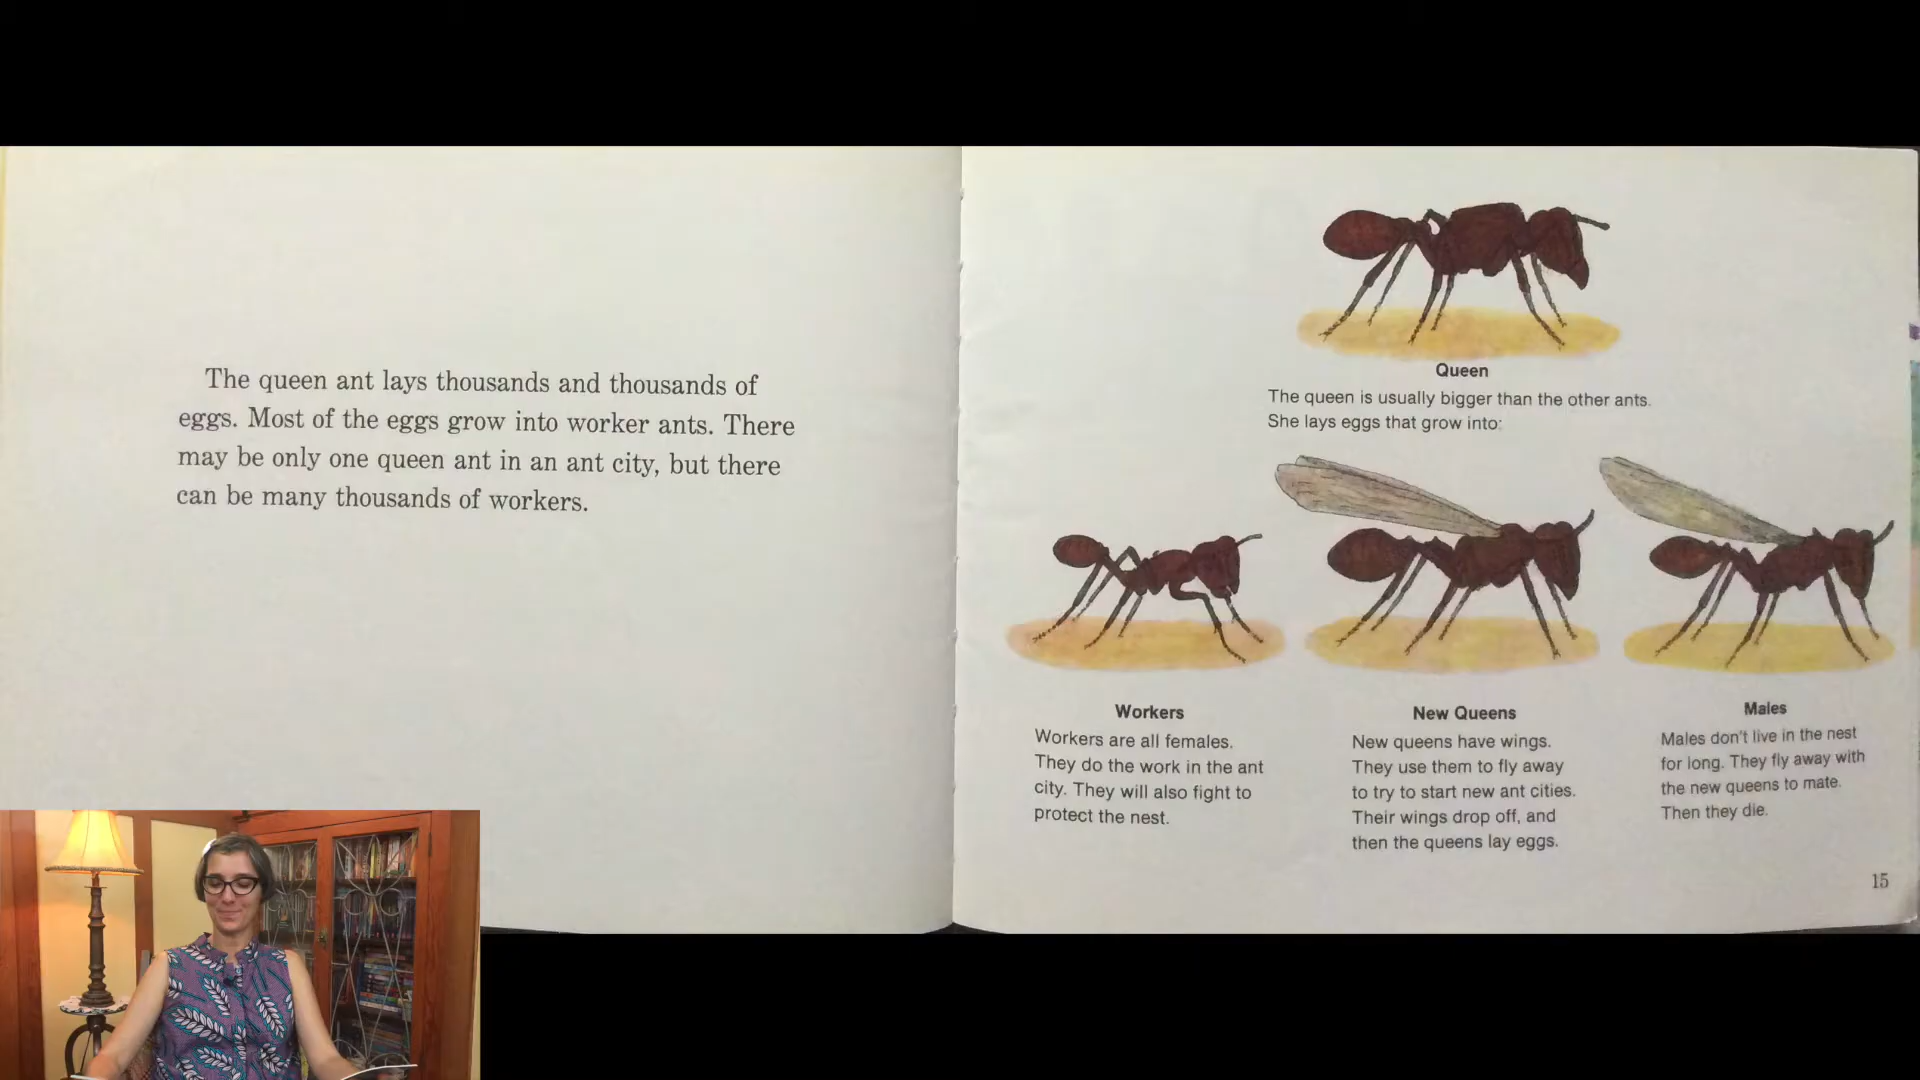 The queen ant lays thousands and thousands of
eggs. Most of the eggs grow into worker ants. There
may be only one queen ant in an ant city, but there
can be many thousands of workers.
Queen
The queen is usually bigger than the other ants.
She lays eggs that grow into:
Workers
Workers are all females.
They do the work in the ant
city. They will also fight to
protect the nest.
New Queens
New queens have wings.
They use them to fly away
to try to start new ant cities.
Their wings drop off, and
then the queens lay eggs.
Males
Males don't live in the nest
for long. They fly away with
the new queens to mate.
Then they die.
15